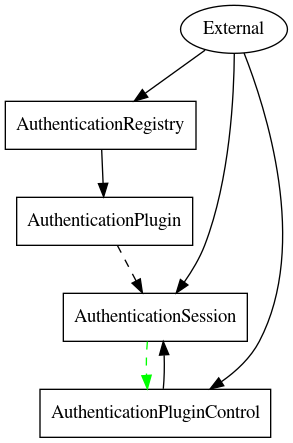 External
AuthenticationRegistry
AuthenticationPlugin
AuthenticationSession
AuthenticationPluginControl